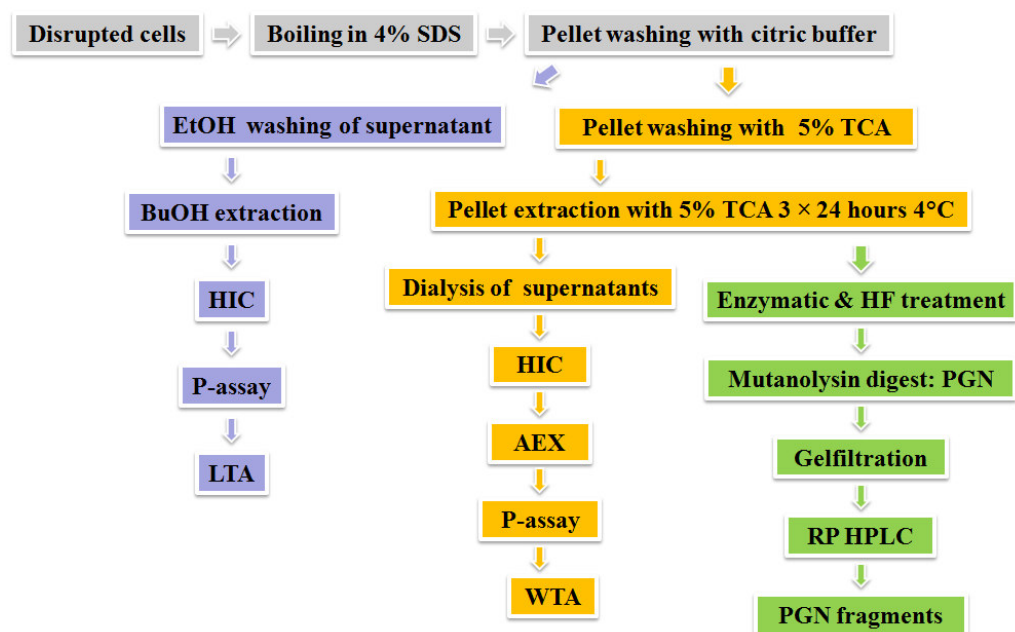 Disrupted cells
Boiling in 4% SDS
Pellet washing with citric buffer
EtOH washing of supernatant
BuOH extraction
HIC
P-assay
LTA
Pellet washing with 5% TCA
Pellet extraction with 5% TCA 3 × 24 hours 4°C
Dialysis of supernatants
HIC
AEX
P-assay
WTA
Enzymatic & HF treatment
Mutanolysin digest: PGN
Gelfiltration
RP HPLC
PGN fragments